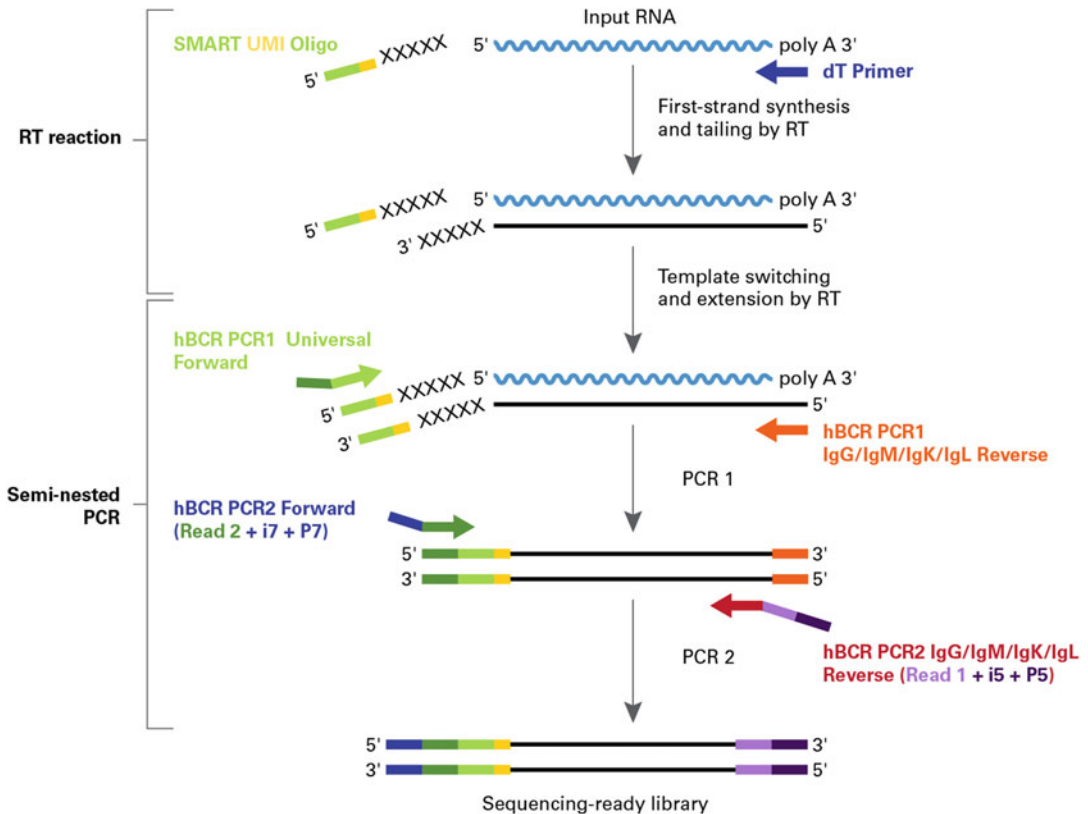 Input RNA
SMART UMI Oligo
XXXXX
5'
5'
poly A 3'
dT Primer
RT reaction
First-strand synthesis
and tailing by RT
XXXXX
5'
5'
poly A 3'
3' XXXXX
5'
Template switching
and extension by RT
hBCR PCR1 Universal
Forward
XXXXX
5'
5'
poly A 3'
XXXXX
3'
5'
hBCR PCR1
IgG/IgM/IgK/IgL Reverse
PCR 1
Semi-nested
PCR
hBCR PCR2 Forward
(Read 2 + i7 + P7)
5'
3'
3'
5'
PCR 2
hBCR PCR2 IgG/IgM/IgK/IgL
Reverse (Read 1 + i5 + P5)
5'
3'
3'
5'
Sequencing-ready library